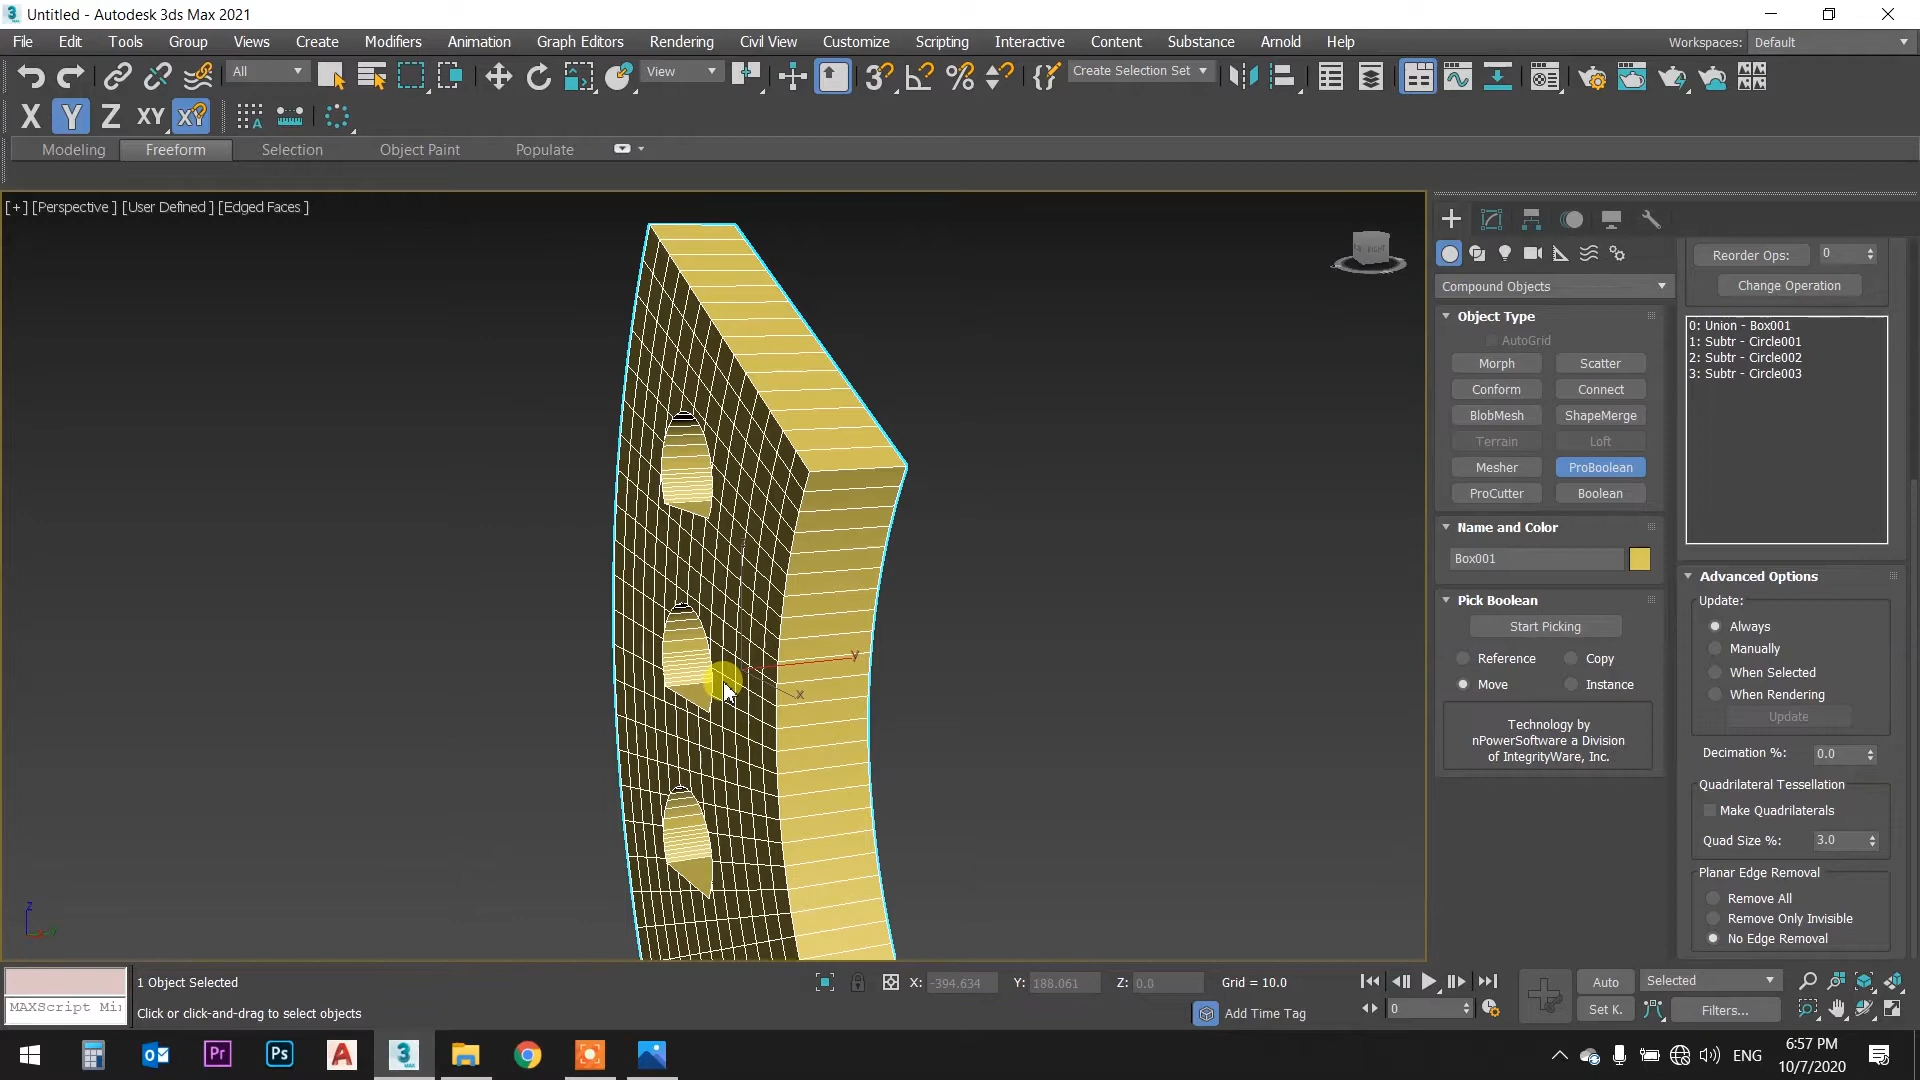 Untitled - Autodesk 3ds Max 2021
File Edit Tools Group Views Create Modifiers Animation Graph Editors Rendering Civil View Customize Scripting Interactive Content Substance Arnold Help
Workspaces: Default
All
View
Create Selection Set
X Y Z XY XY
Modeling Freeform Selection Object Paint Populate
[+] [Perspective] [User Defined] [Edged Faces]
RIGHT
y
x
z
Compound Objects
Object Type
AutoGrid
Morph Scatter
Conform Connect
BlobMesh ShapeMerge
Terrain Loft
Mesher ProBoolean
ProCutter Boolean
Name and Color
Box001
Pick Boolean
Start Picking
Reference Copy
Move Instance
Technology by
nPowerSoftware a Division
of IntegrityWare, Inc.
Reorder Ops: 0
Change Operation
0: Union - Box001
1: Subtr - Circle001
2: Subtr - Circle002
3: Subtr - Circle003
Advanced Options
Update:
Always
Manually
When Selected
When Rendering
Update
Decimation %: 0.0
Quadrilateral Tessellation
Make Quadrilaterals
Quad Size %: 3.0
Planar Edge Removal
Remove All
Remove Only Invisible
No Edge Removal
1 Object Selected
MAXScript Mi
Click or click-and-drag to select objects
X: -394.634 Y: 188.061 Z: 0.0 Grid = 10.0
Add Time Tag
0
Auto Selected
Set K. Filters...
Pr Ps A 3 MAX
ENG
6:57 PM
10/7/2020